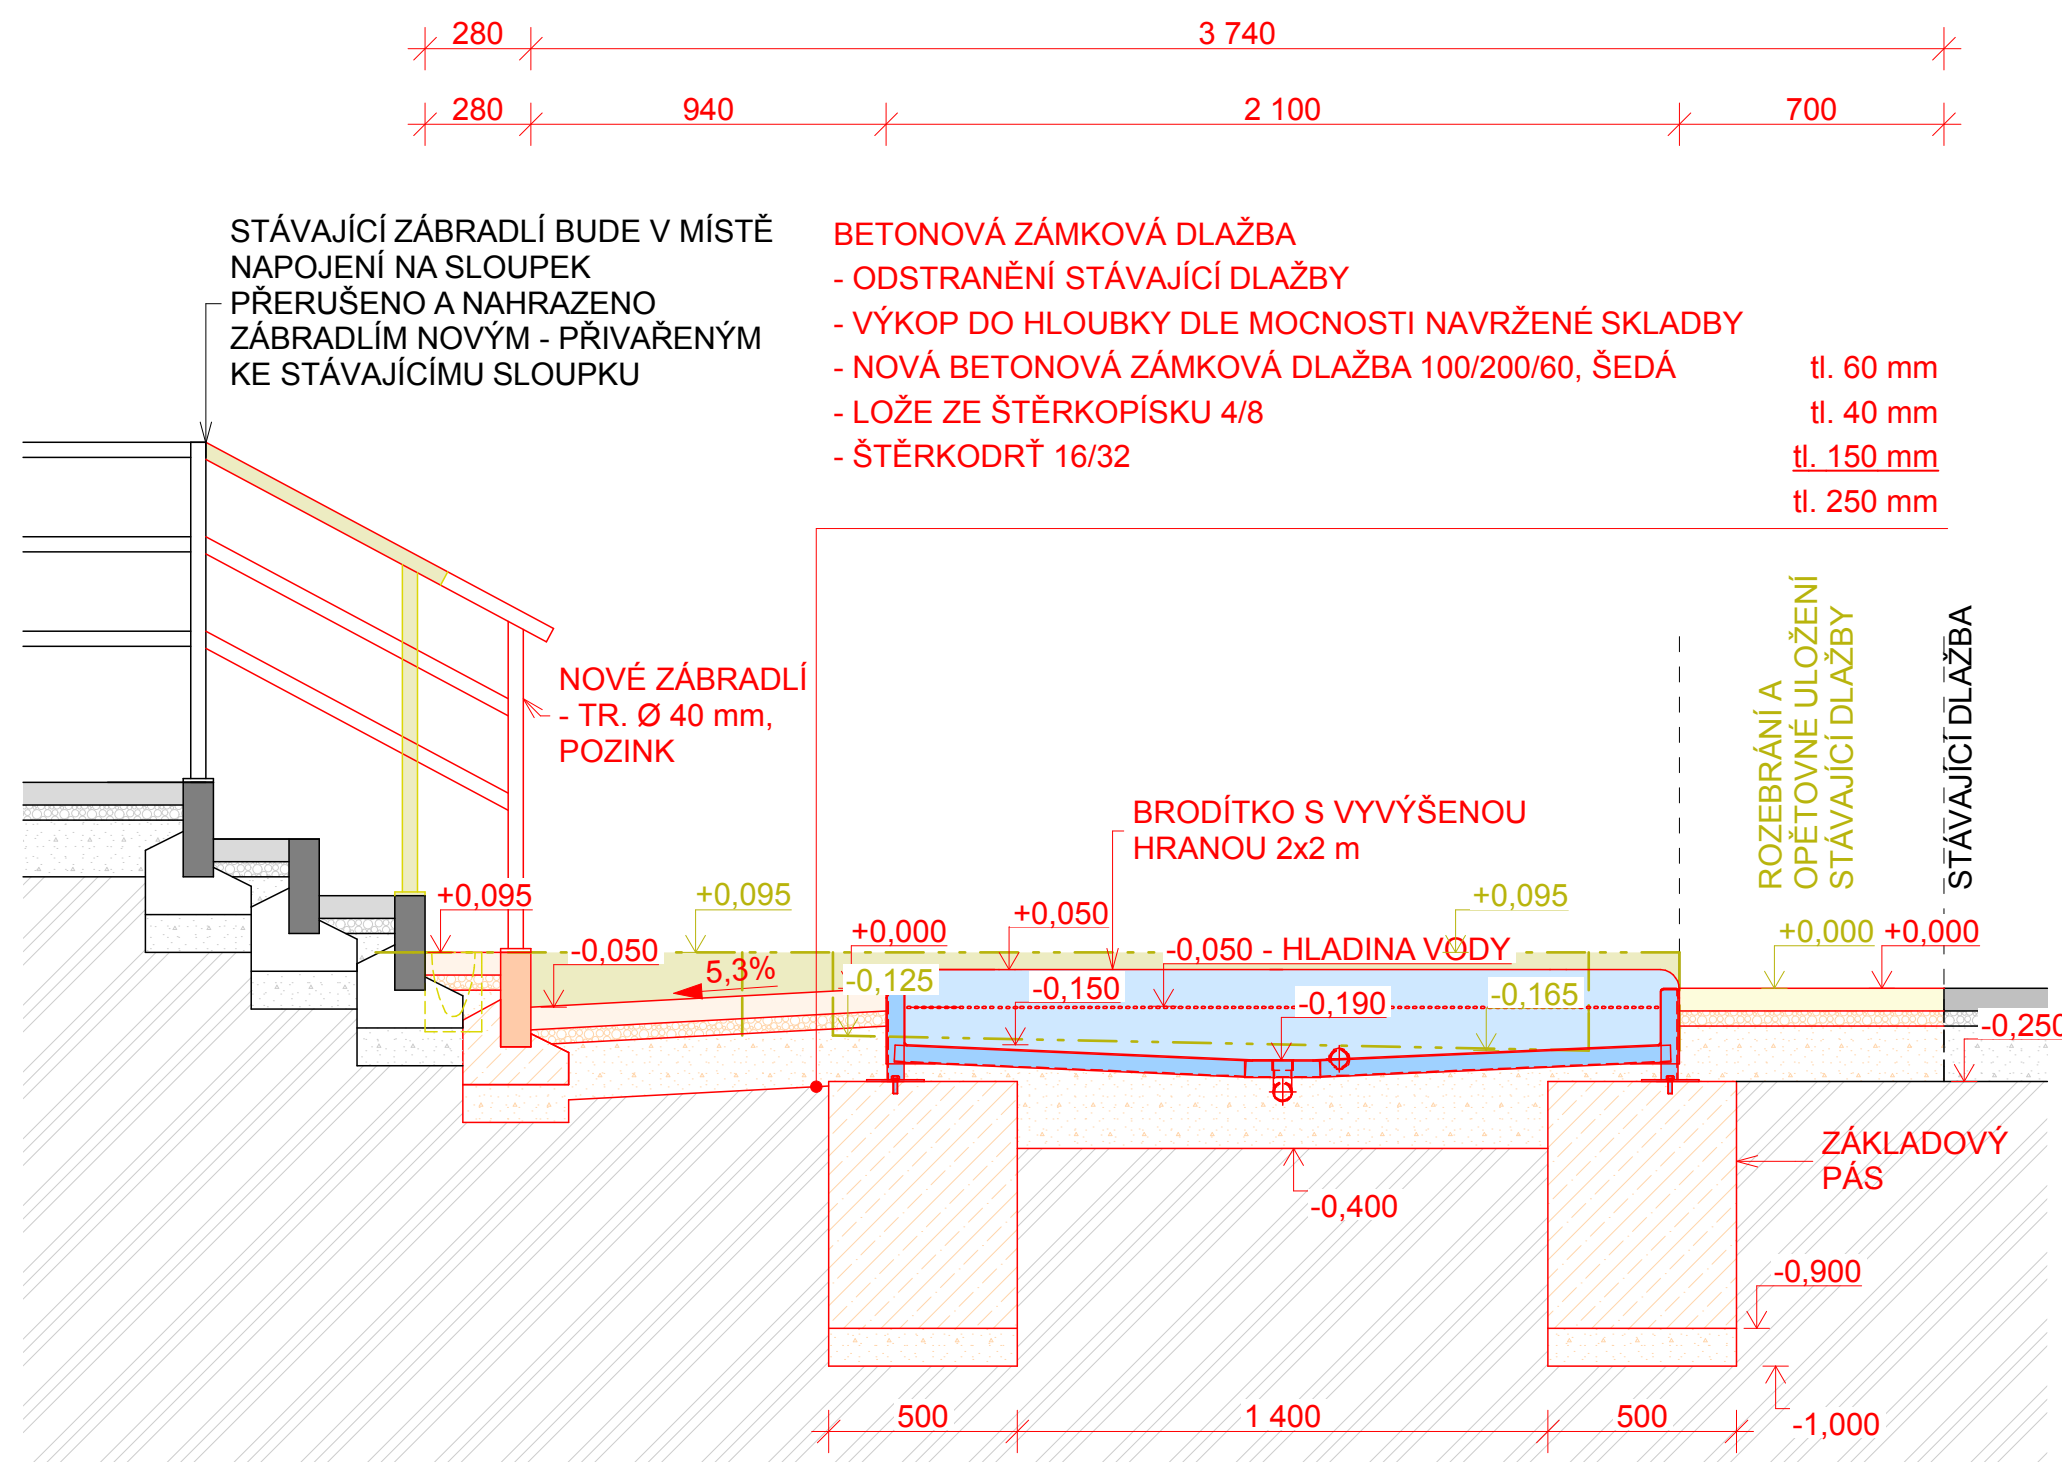 280
3 740
280
940
2 100
700
STÁVAJÍCÍ ZÁBRADLÍ BUDE V MÍSTĚ
NAPOJENÍ NA SLOUPEK
PŘERUŠENO A NAHRAZENO
ZÁBRADLÍM NOVÝM - PŘIVAŘENÝM
KE STÁVAJÍCÍMU SLOUPKU
BETONOVÁ ZÁMKOVÁ DLAŽBA
- ODSTRANĚNÍ STÁVAJÍCÍ DLAŽBY
- VÝKOP DO HLOUBKY DLE MOCNOSTI NAVRŽENÉ SKLADBY
- NOVÁ BETONOVÁ ZÁMKOVÁ DLAŽBA 100/200/60, ŠEDÁ tl. 60 mm
- LOŽE ZE ŠTĚRKOPÍSKU 4/8 tl. 40 mm
- ŠTĚRKODRŤ 16/32 tl. 150 mm
tl. 250 mm
NOVÉ ZÁBRADLÍ
- TR. Ø 40 mm,
POZINK
BRODÍTKO S VYVÝŠENOU
HRANOU 2x2 m
ROZEBRÁNÍ A
OPĚTOVNÉ ULOŽENÍ
STÁVAJÍCÍ DLAŽBY
STÁVAJÍCÍ DLAŽBA
+0,095
+0,095
+0,050
+0,095
-0,050
+0,000
-0,050 - HLADINA VODY
+0,000
+0,000
5,3%
-0,125
-0,150
-0,190
-0,165
-0,250
ZÁKLADOVÝ
PÁS
-0,400
-0,900
500
1 400
500
-1,000